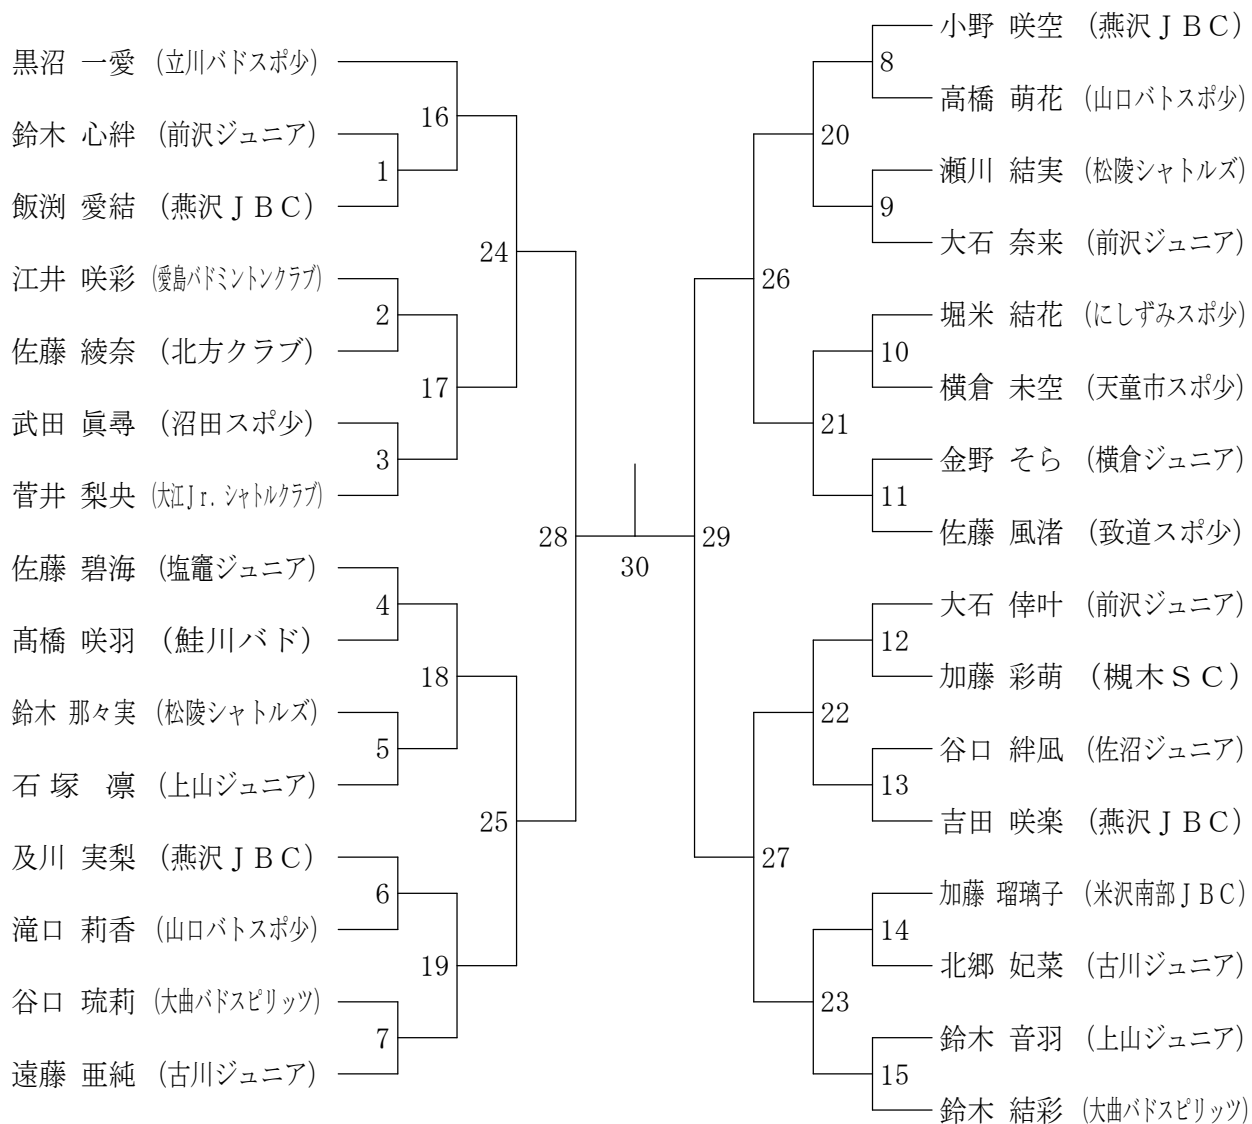 黒沼 一愛 (立川バドスポ少)
鈴木 心絆 (前沢ジュニア)
飯渕 愛結 (燕沢ＪＢＣ)
江井 咲彩 (愛島バドミントンクラブ)
佐藤 綾奈 (北方クラブ)
武田 眞尋 (沼田スポ少)
菅井 梨央 (大江Jr.シャトルクラブ)
佐藤 碧海 (塩竈ジュニア)
髙橋 咲羽 (鮭川バド)
鈴木 那々実 (松陵シャトルズ)
石塚 凛 (上山ジュニア)
及川 実梨 (燕沢ＪＢＣ)
滝口 莉香 (山口バトスポ少)
谷口 琉莉 (大曲バドスピリッツ)
遠藤 亜純 (古川ジュニア)
1
2
3
4
5
6
7
16
17
18
19
24
25
28
30
29
26
27
20
21
22
23
8
9
10
11
12
13
14
15
小野 咲空 (燕沢ＪＢＣ)
高橋 萌花 (山口バトスポ少)
瀬川 結実 (松陵シャトルズ)
大石 奈来 (前沢ジュニア)
堀米 結花 (にしずみスポ少)
横倉 未空 (天童市スポ少)
金野 そら (横倉ジュニア)
佐藤 風渚 (致道スポ少)
大石 倖叶 (前沢ジュニア)
加藤 彩萌 (槻木ＳＣ)
谷口 絆凪 (佐沼ジュニア)
吉田 咲楽 (燕沢ＪＢＣ)
加藤 瑠璃子 (米沢南部ＪＢＣ)
北郷 妃菜 (古川ジュニア)
鈴木 音羽 (上山ジュニア)
鈴木 結彩 (大曲バドスピリッツ)